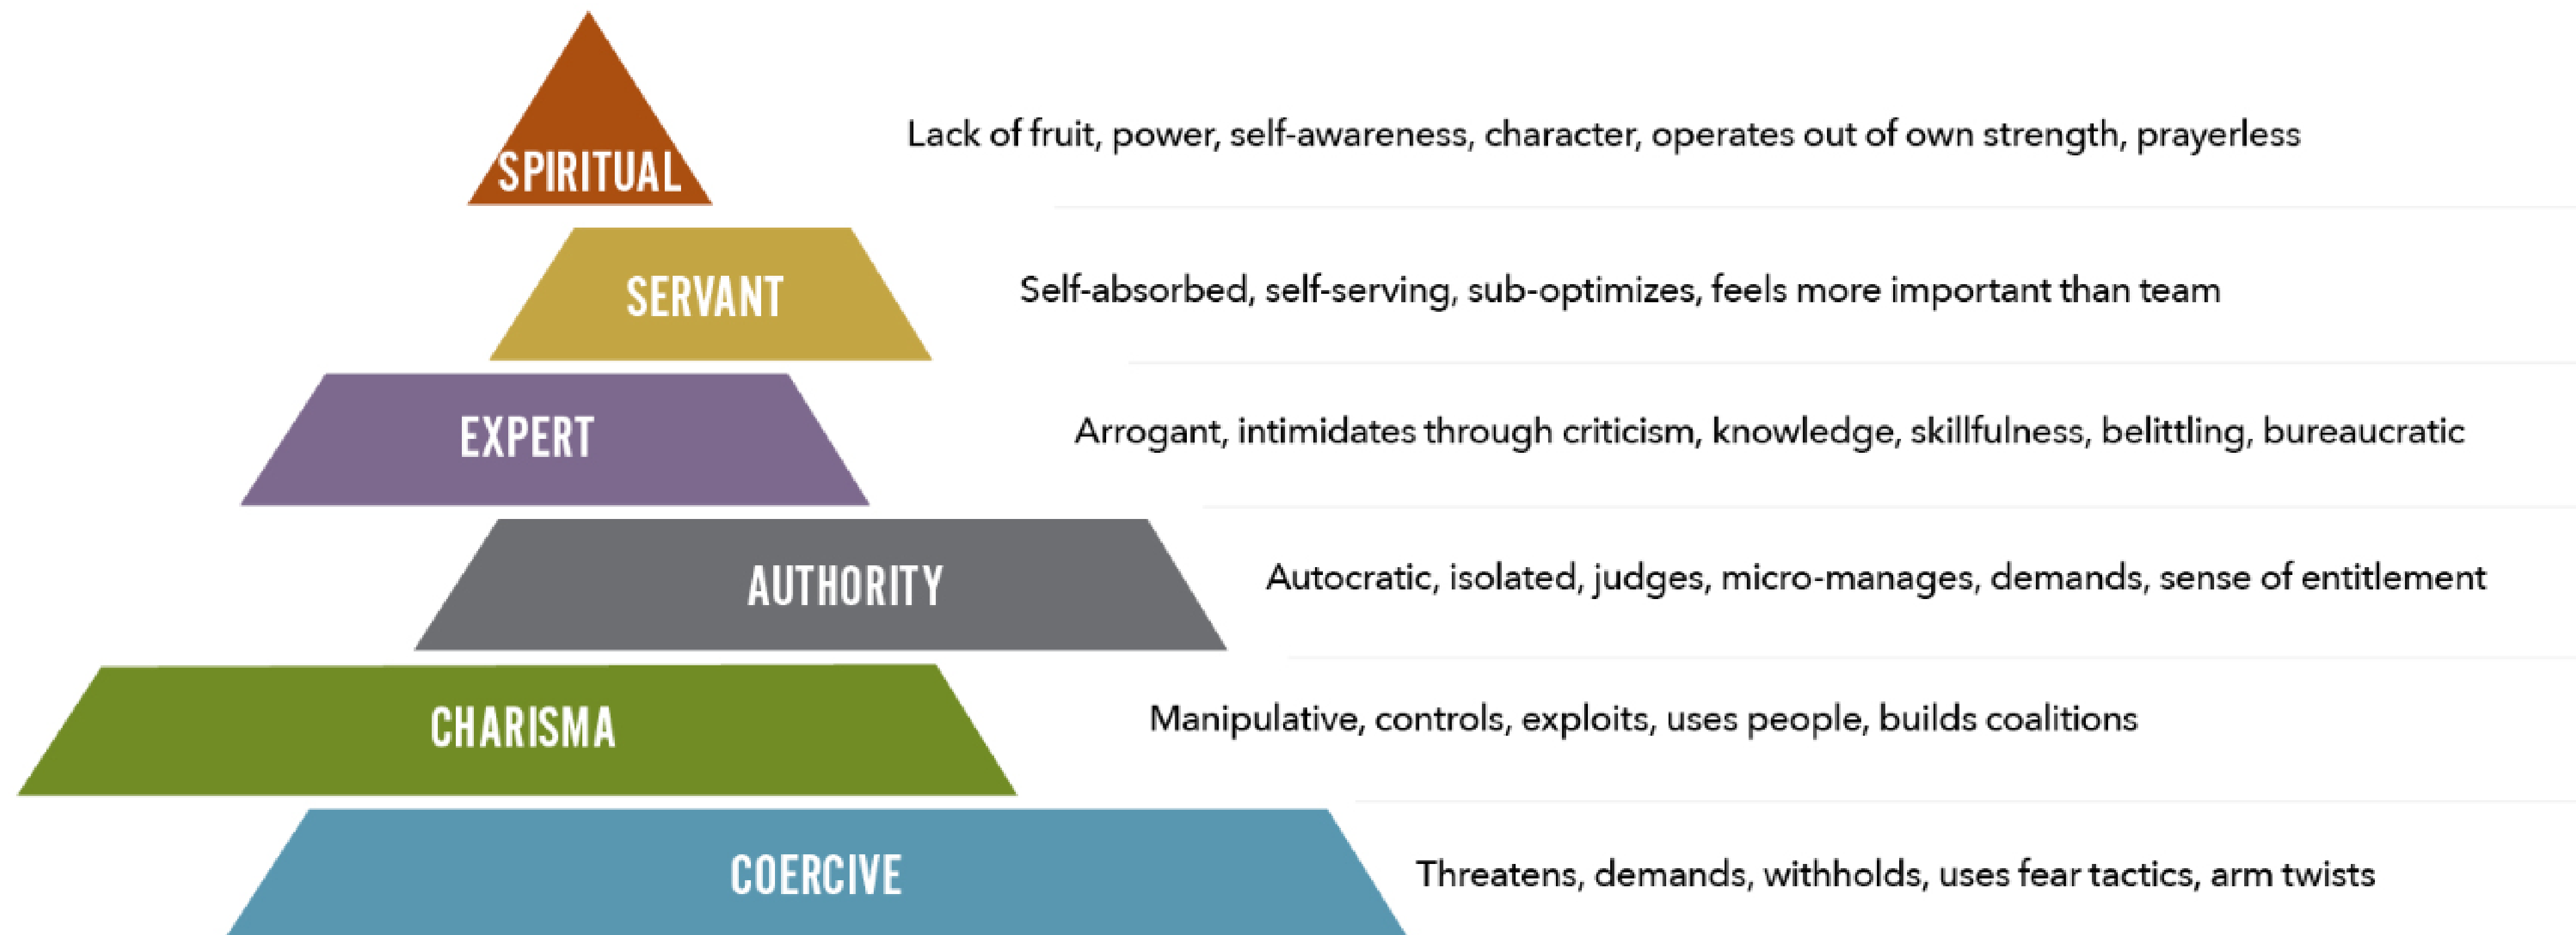 SPIRITUAL
Lack of fruit, power, self-awareness, character, operates out of own strength, prayerless
SERVANT
Self-absorbed, self-serving, sub-optimizes, feels more important than team
EXPERT
Arrogant, intimidates through criticism, knowledge, skillfulness, belittling, bureaucratic
AUTHORITY
Autocratic, isolated, judges, micro-manages, demands, sense of entitlement
CHARISMA
Manipulative, controls, exploits, uses people, builds coalitions
COERCIVE
Threatens, demands, withholds, uses fear tactics, arm twists